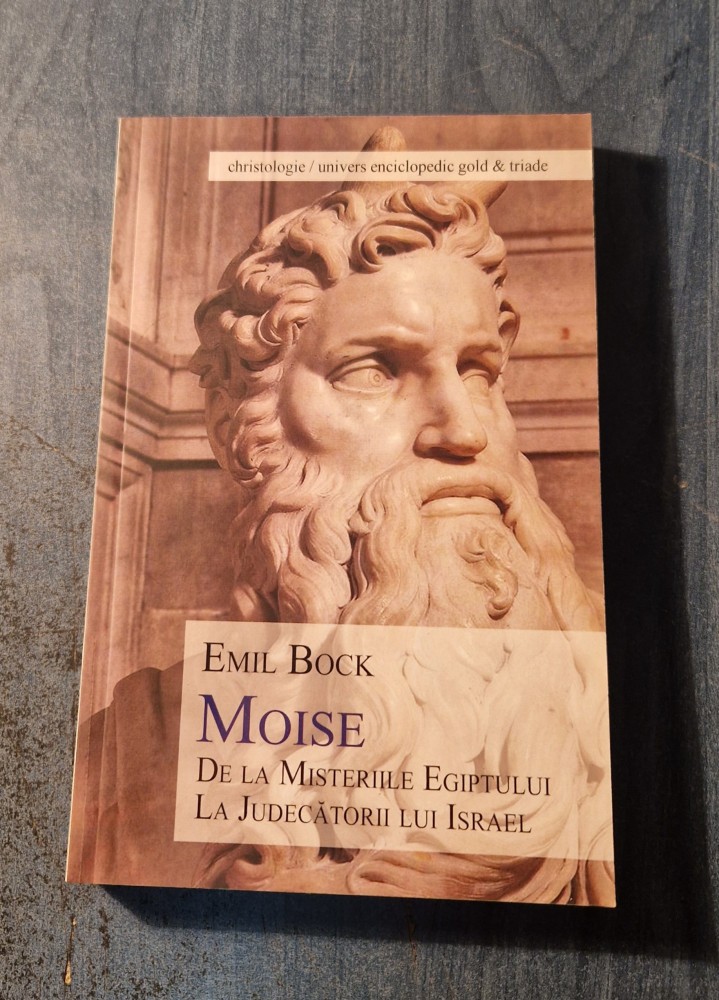 christologie / univers enciclopedic gold & triade
EMIL BOCK
MOISE
DE LA MISTERIILE EGIPTULUI
LA JUDECĂTORII LUI ISRAEL